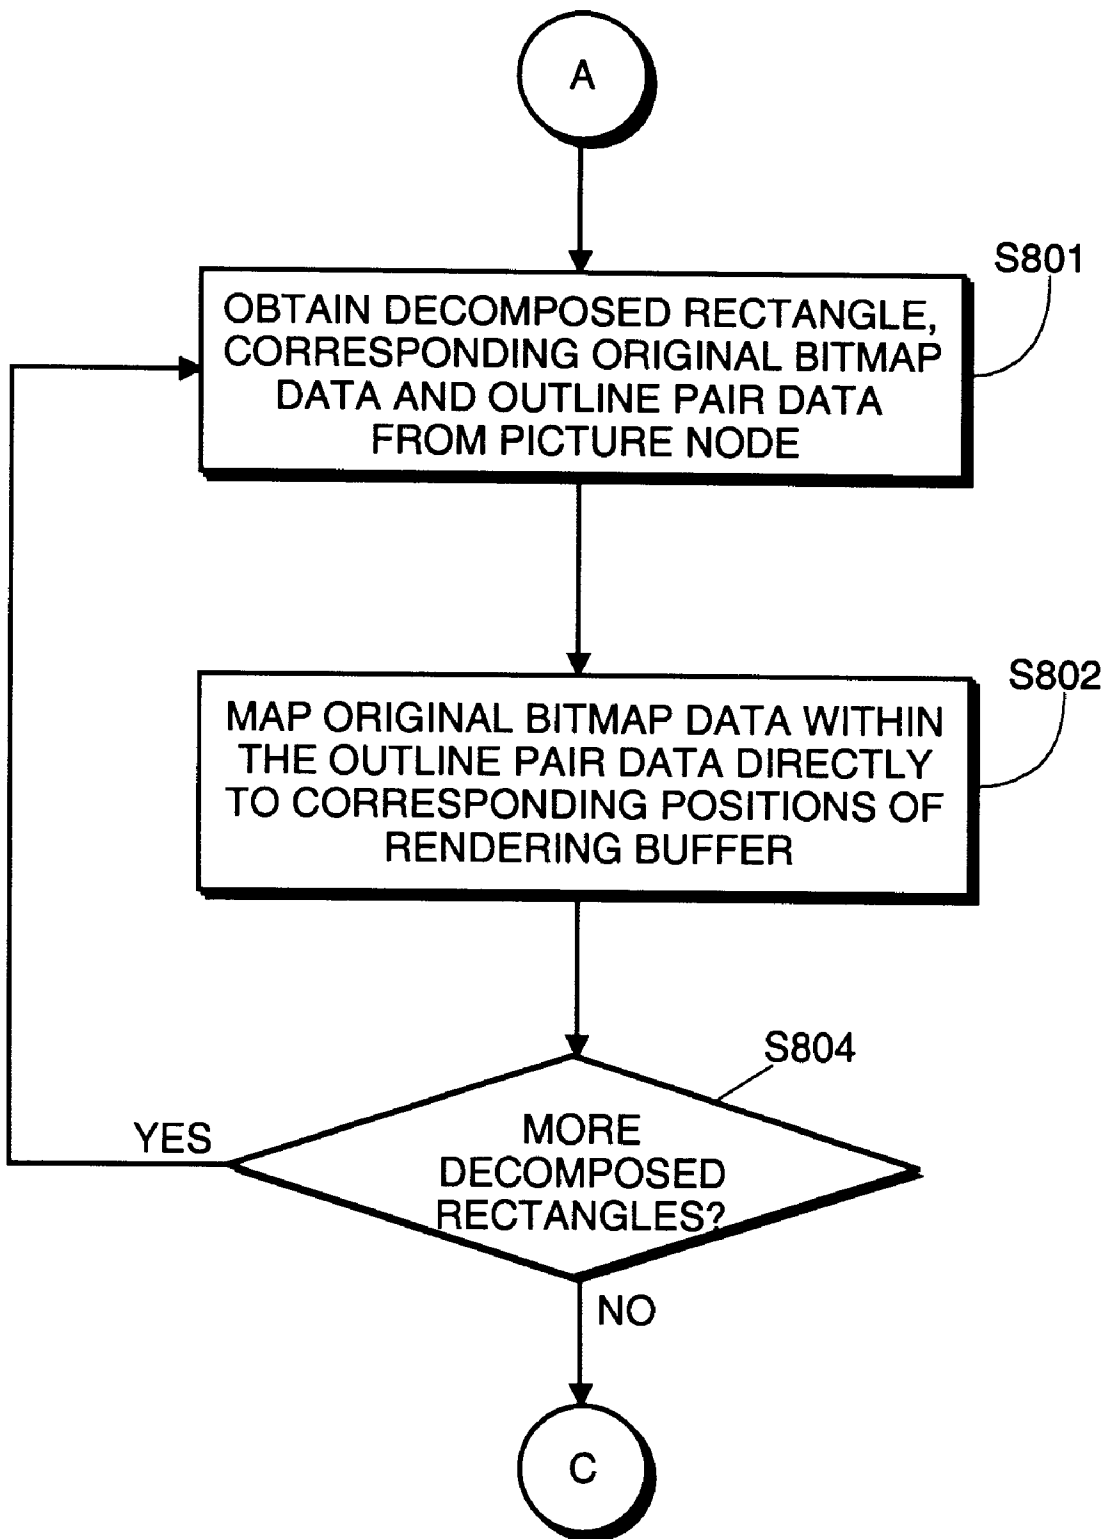 A
S801
OBTAIN DECOMPOSED RECTANGLE,
CORRESPONDING ORIGINAL BITMAP
DATA AND OUTLINE PAIR DATA
FROM PICTURE NODE
S802
MAP ORIGINAL BITMAP DATA WITHIN
THE OUTLINE PAIR DATA DIRECTLY
TO CORRESPONDING POSITIONS OF
RENDERING BUFFER
S804
YES
MORE
DECOMPOSED
RECTANGLES?
NO
C